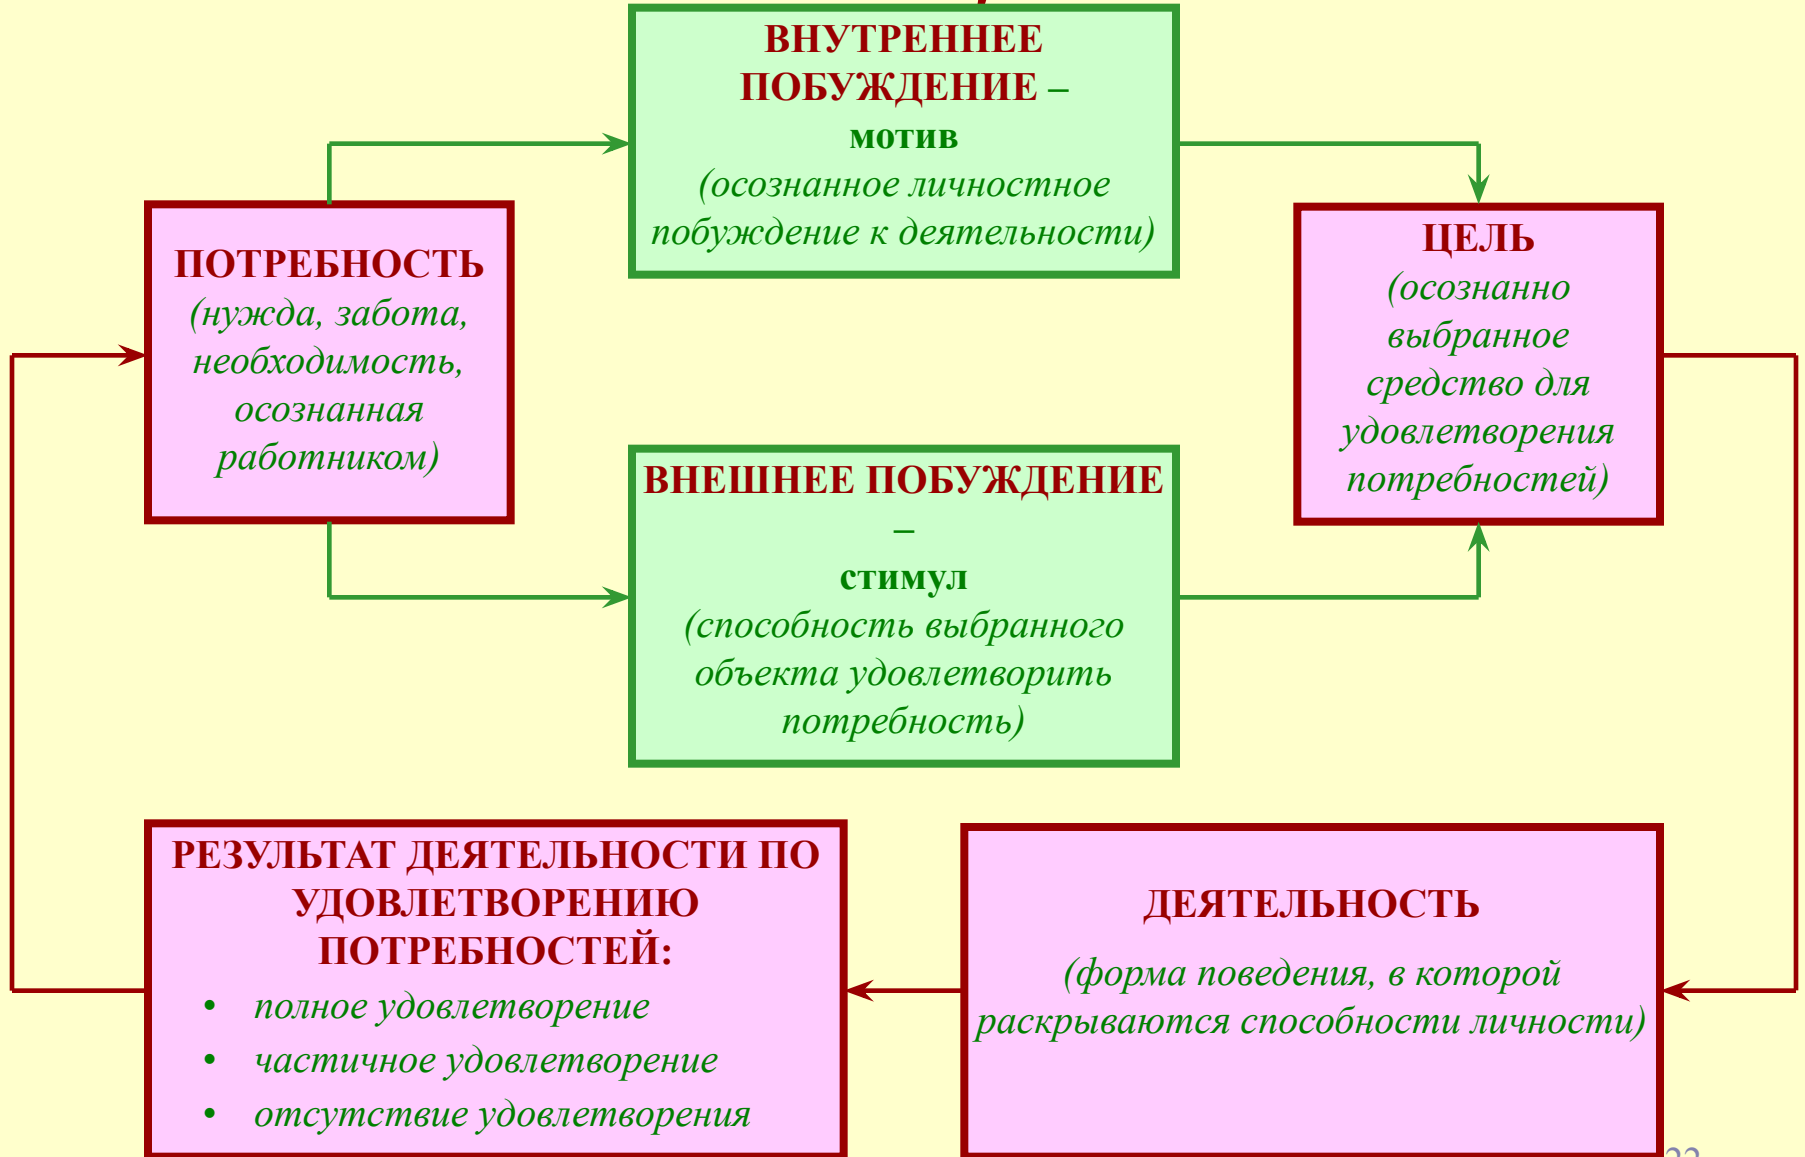 ВНУТРЕННЕЕ
ПОБУЖДЕНИЕ –
мотив
(осознанное личностное
побуждение к деятельности)
ПОТРЕБНОСТЬ
(нужда, забота,
необходимость,
осознанная
работником)
ЦЕЛЬ
(осознанно
выбранное
средство для
удовлетворения
потребностей)
ВНЕШНЕЕ ПОБУЖДЕНИЕ
–
стимул
(способность выбранного
объекта удовлетворить
потребность)
РЕЗУЛЬТАТ ДЕЯТЕЛЬНОСТИ ПО
УДОВЛЕТВОРЕНИЮ
ПОТРЕБНОСТЕЙ:
• полное удовлетворение
• частичное удовлетворение
• отсутствие удовлетворения
ДЕЯТЕЛЬНОСТЬ
(форма поведения, в которой
раскрываются способности личности)